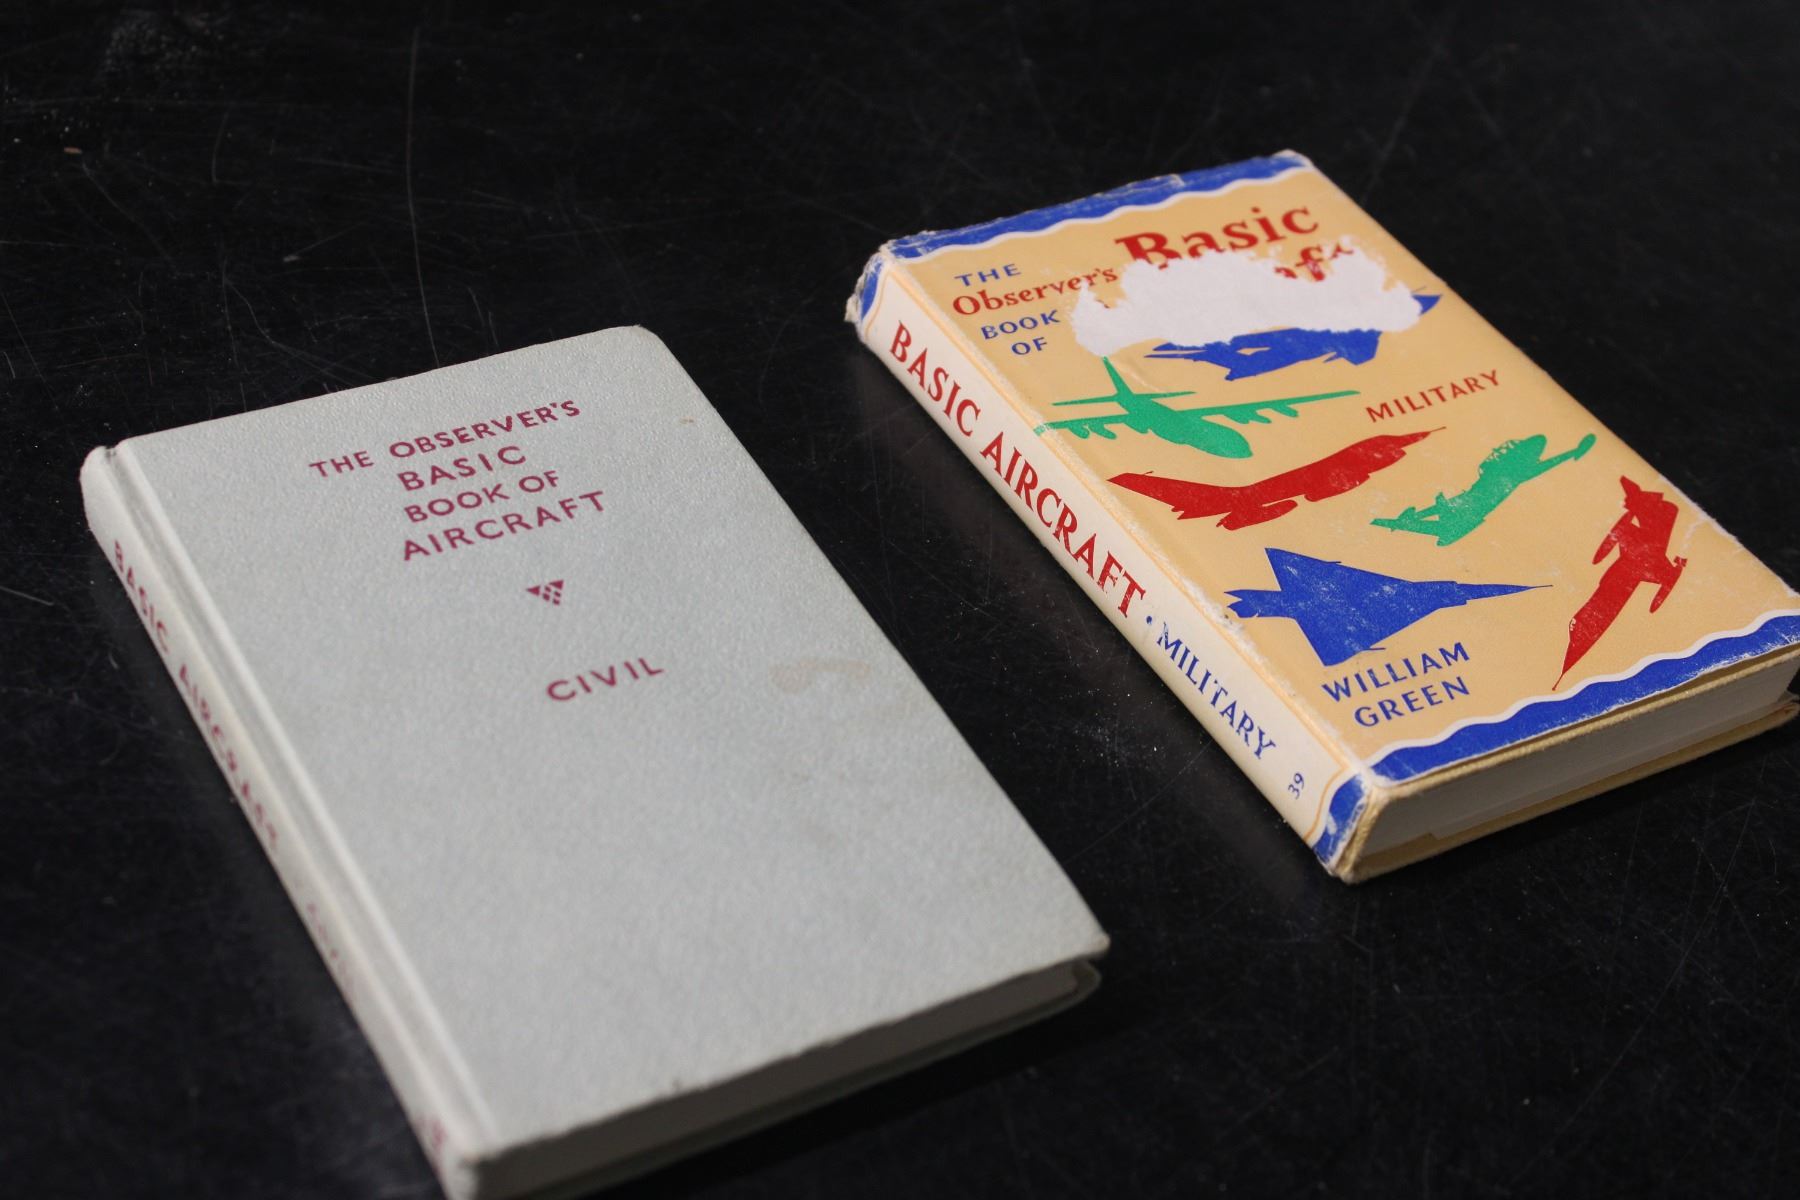 THE OBSERVER'S
BASIC
BOOK OF
AIRCRAFT
CIVIL
BASIC AIRCRAFT CIVIL
THE
Observer's
BOOK
OF
Basic
MILITARY
WILLIAM
GREEN
BASIC AIRCRAFT · MILITARY 39